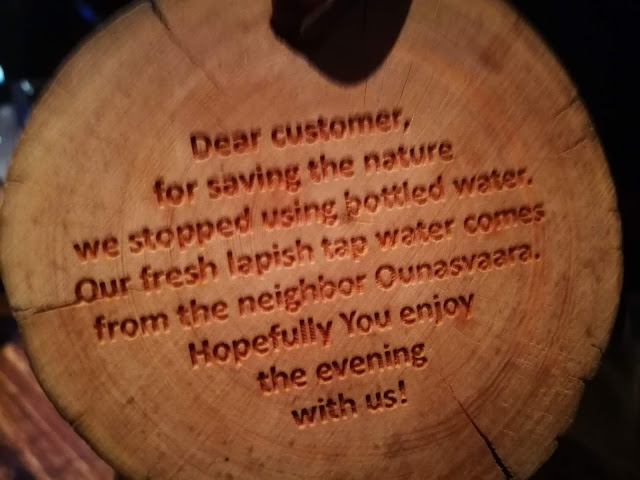 Dear customer,
for saving the nature
we stopped using bottled water.
Our fresh lapish tap water comes
from the neighbor Ounasvaara.
Hopefully You enjoy
the evening
with us!